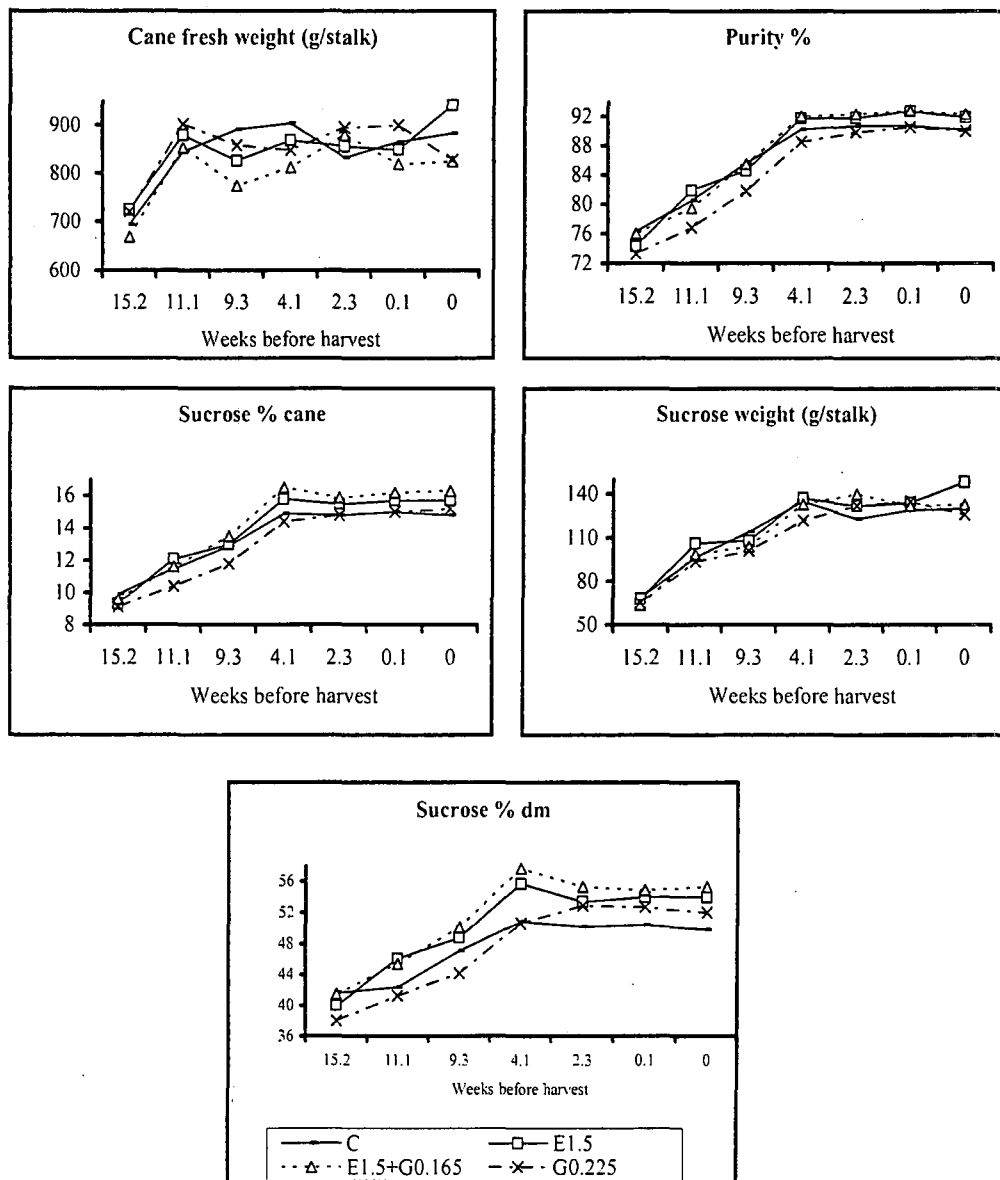 Cane fresh weight (g/stalk)
900
800
700
600
15.2 11.1 9.3 4.1 2.3 0.1 0
Weeks before harvest
Purity %
92
88
84
80
76
72
15.2 11.1 9.3 4.1 2.3 0.1 0
Weeks before harvest
Sucrose % cane
16
14
12
10
8
15.2 11.1 9.3 4.1 2.3 0.1 0
Weeks before harvest
Sucrose weight (g/stalk)
140
110
80
50
15.2 11.1 9.3 4.1 2.3 0.1 0
Weeks before harvest
Sucrose % dm
56
52
48
44
40
36
15.2 11.1 9.3 4.1 2.3 0.1 0
Weeks before harvest
C E1.5
E1.5+G0.165 G0.225